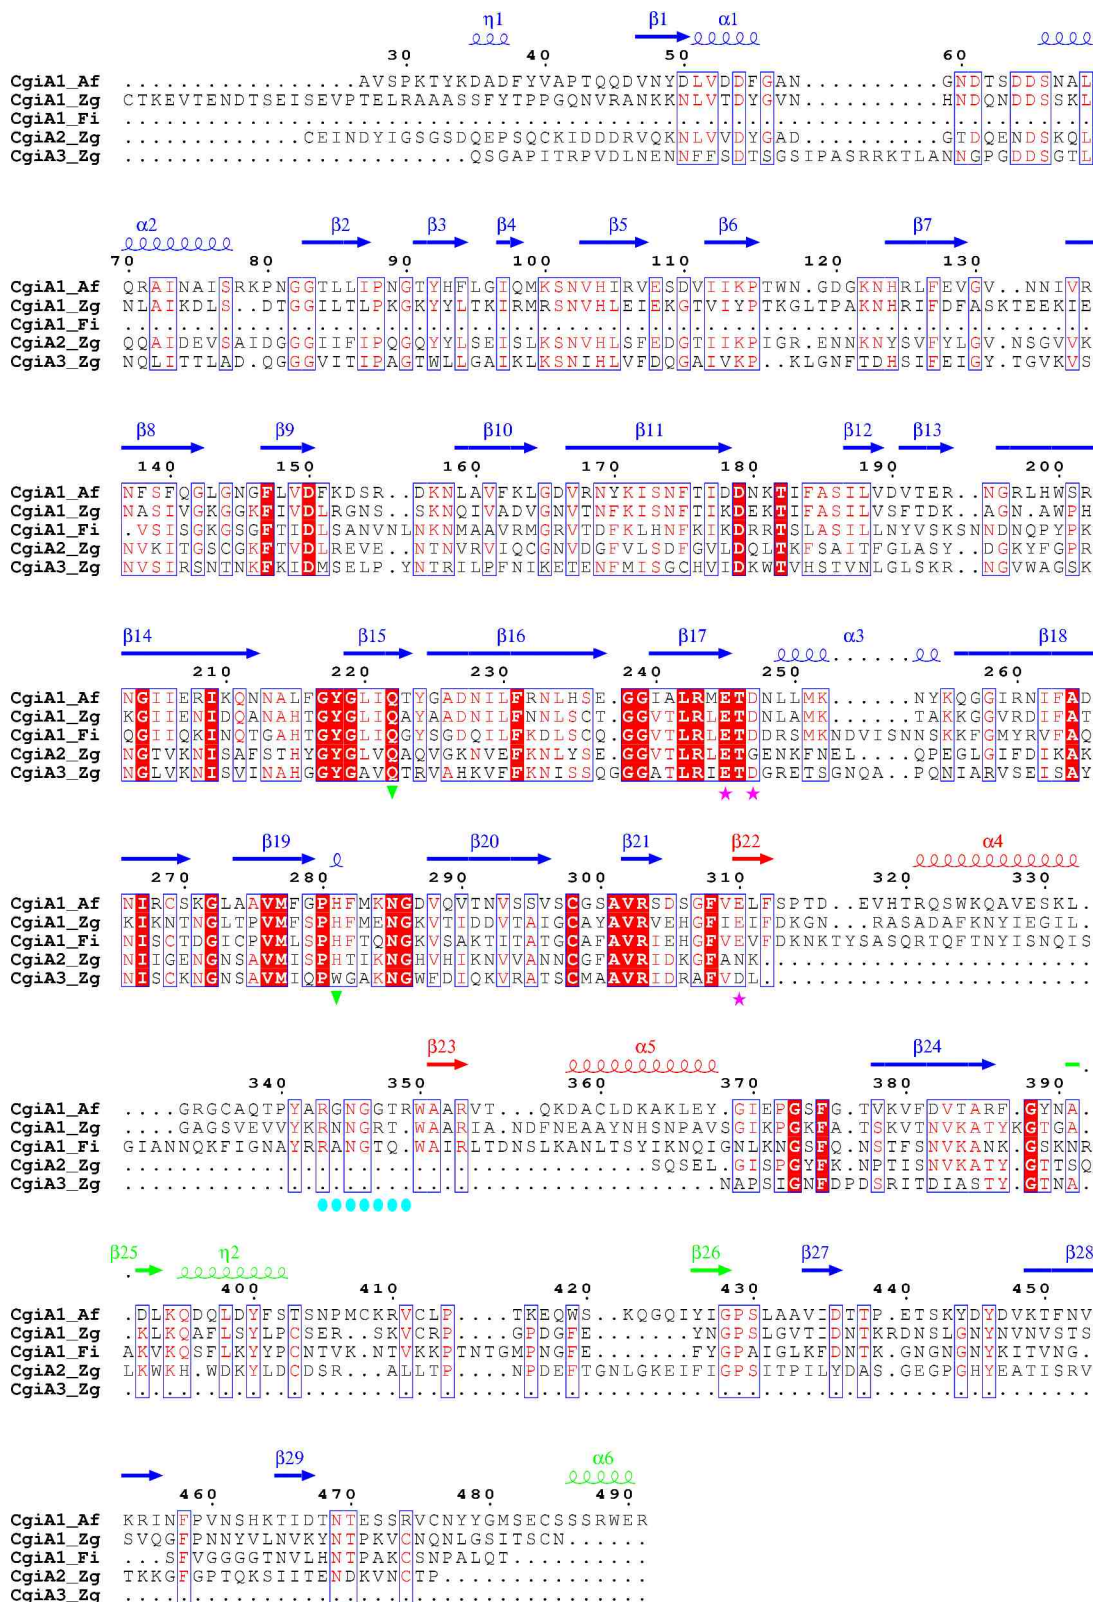 η1 β1 α1
30 40 50 60
CgiA1_Af .................AVSPKTYKDADFYVAPTQQDVNYDLVDDFGAN..........GNDTSDDSNAL
CgiA1_Zg CTKEVTENDTSEISEVPTELRAAASSFYTPPGQNVRANKKNLVTDYGVN..........HNDQNDDSSKL
CgiA1_Fi ......................................................................
CgiA2_Zg .............CEINDYIGSGSDQEPSQCKIDDDRVQKNLVVDYGAD..........GTDQENDSKQL
CgiA3_Zg .........................QSGAPITRPVDLNENNFFSDTSGSIPASRRKTLANNGPGDDSGTL
α2 β2 β3 β4 β5 β6 β7
70 80 90 100 110 120 130
CgiA1_Af QRAINAISRKPNGGTLLIPNGTYHFLGIQMKSNVHIRVESDVIIKPTWN.GDGKNHRLFEVGV..NNIVR
CgiA1_Zg NLAIKDLS..DTGGILTLPKGKYYLTKIRMRSNVHLEIEKGTVIYPTKGLTPAKNHRIFDFASKTEEKIE
CgiA1_Fi ......................................................................
CgiA2_Zg QQAIDEVSAIDGGGIIFIPQGQYYLSEISLKSNVHLSFEDGTIIKPIGR.ENNKNYSVFYLGV.NSGVVK
CgiA3_Zg NQLITTLAD.QGGGVITIPAGTWLLGAIKLKSNIHLVFDQGAIVKP..KLGNFTDHSIFEIGY.TGVKVS
β8 β9 β10 β11 β12 β13
140 150 160 170 180 190 200
CgiA1_Af NFSFQGLGNGFLVDFKDSR..DKNLAVFKLGDVRNYKISNFTIDDNKTIFASILVDVTER..NGRLHWSR
CgiA1_Zg NASIVGKGGKFIVDLRGNS..SKNQIVADVGNVTNFKISNFTIKDEKTIFASILVSFTDK..AGN.AWPH
CgiA1_Fi .VSISGKGSGFTIDLSANVNLNKNMAAVRMGRVTDFKLHNFKIKDRRTSLASILLNYVSKSNNDNQPYPK
CgiA2_Zg NVKITGSCGKFTVDLREVE..NTNVRVIQCGNVDGFVLSDFGVLDQLTKFSAITFGLASY..DGKYFGPR
CgiA3_Zg NVSIRSNTNKFKIDMSELP.YNTRILPFNIKETENFMISGCHVIDKWTVHSTVNLGLSKR..NGVWAGSK
β14 β15 β16 β17 α3 β18
210 220 230 240 250 260
CgiA1_Af NGIIERIKQNNALFGYGLIQTYGADNILFRNLHSE.GGIALRMETDNLLMK......NYKQGGIRNIFAD
CgiA1_Zg KGIIENIDQANAHTGYGLIQAYAADNILFNNLSCT.GGVTLRLETDNLAMK......TAKKGGVRDIFAT
CgiA1_Fi QGIIQKINQTGAHTGYGLIQGYSGDQILFKDLSCQ.GGVTLRLETDDRSMKNDVISNNSKKFGMYRVFAQ
CgiA2_Zg NGTVKNISAFSTHYGYGLVQAQVGKNVEFKNLYSE.GGVTLRLETGENKFNEL....QPEGLGIFDIKAK
CgiA3_Zg NGLVKNISVINAHGGYGAVQTRVAHKVFFKNISSQGGGATLRIETDGRETSGNQA..PQNIARVSEISAY
β19 β20 β21 β22 α4
270 280 290 300 310 320 330
CgiA1_Af NIRCSKGLAAVMFGPHFMKNGDVQVTNVSSVSCGSAVRSDSGFVELFSPTD..EVHTRQSWKQAVESKL.
CgiA1_Zg KIKNTNGLTPVMFSPHFMENGKVTIDDVTAIGCAYAVRVEHGFIEIFDKGN...RASADAFKNYIEGIL.
CgiA1_Fi NISCTDGICPVMLSPHFTQNGKVSAKTITATGCAFAVRIEHGFVEVFDKNKTYSASQRTQFTNYISNQIS
CgiA2_Zg NIIGENGNSAVMISPHTIKNGHVHIKNVVANNCGFAVRIDKGFANK........................
CgiA3_Zg NISCKNGNSAVMIQPWGAKNGWFDIQKVRATSCMAAVRIDRAFVDL........................
β23 α5 β24
340 350 360 370 380 390
CgiA1_Af ....GRGCAQTPYARGNGGTRWAARVT...QKDACLDKAKLEY.GIEPGSFG.TVKVFDVTARF.GYNA.
CgiA1_Zg ....GAGSVEVVYKRNNGRT.WAARIA.NDFNEAAYNHSNPAVSGIKPGKFA.TSKVTNVKATYKGTGA.
CgiA1_Fi GIANNQKFIGNAYRRANGTQ.WAIRLTDNSLKANLTSYIKNQIGNLKNGSFQ.NSTFSNVKANK.GSKNR
CgiA2_Zg ......................................SQSEL.GISPGYFK.NPTISNVKATY.GTTSQ
CgiA3_Zg ...........................................NAPSIGNFDPDSRITDIASTY.GTNA.
β25 η2 β26 β27 β28
400 410 420 430 440 450
CgiA1_Af .DLKQDQLDYFSTSNPMCKRVCLP....TKEQWS..KQGQIYIGPSLAAVIDTTP.ETSKYDYDVKTFNV
CgiA1_Zg .KLKQAFLSYLPCSER..SKVCRP....GPDGFE.......YNGPSLGVTIDNTKRDNSLGNYNVNVSTS
CgiA1_Fi AKVKQSFLKYYPCNTVK.NTVKKPTNTGMPNGFE.......FYGPAIGLKFDNTK.GNGNGNYKITVNG.
CgiA2_Zg LKWKH.WDKYLDCDSR...ALLTP....NPDEFTGNLGKEIFIGPSITPILYDAS.GEGPGHYEATISRV
CgiA3_Zg ......................................................................
β29 α6
460 470 480 490
CgiA1_Af KRINFPVNSHKTIDTNTESSRVCNYYGMSECSSSRWER
CgiA1_Zg SVQGFPNNYVLNVKYNTPKVCNQNLGSITSCN......
CgiA1_Fi ...SFVGGGGTNVLHNTPAKCSNPALQT..........
CgiA2_Zg TKKGFGPTQKSIITENDKVNCTP...............
CgiA3_Zg ......................................